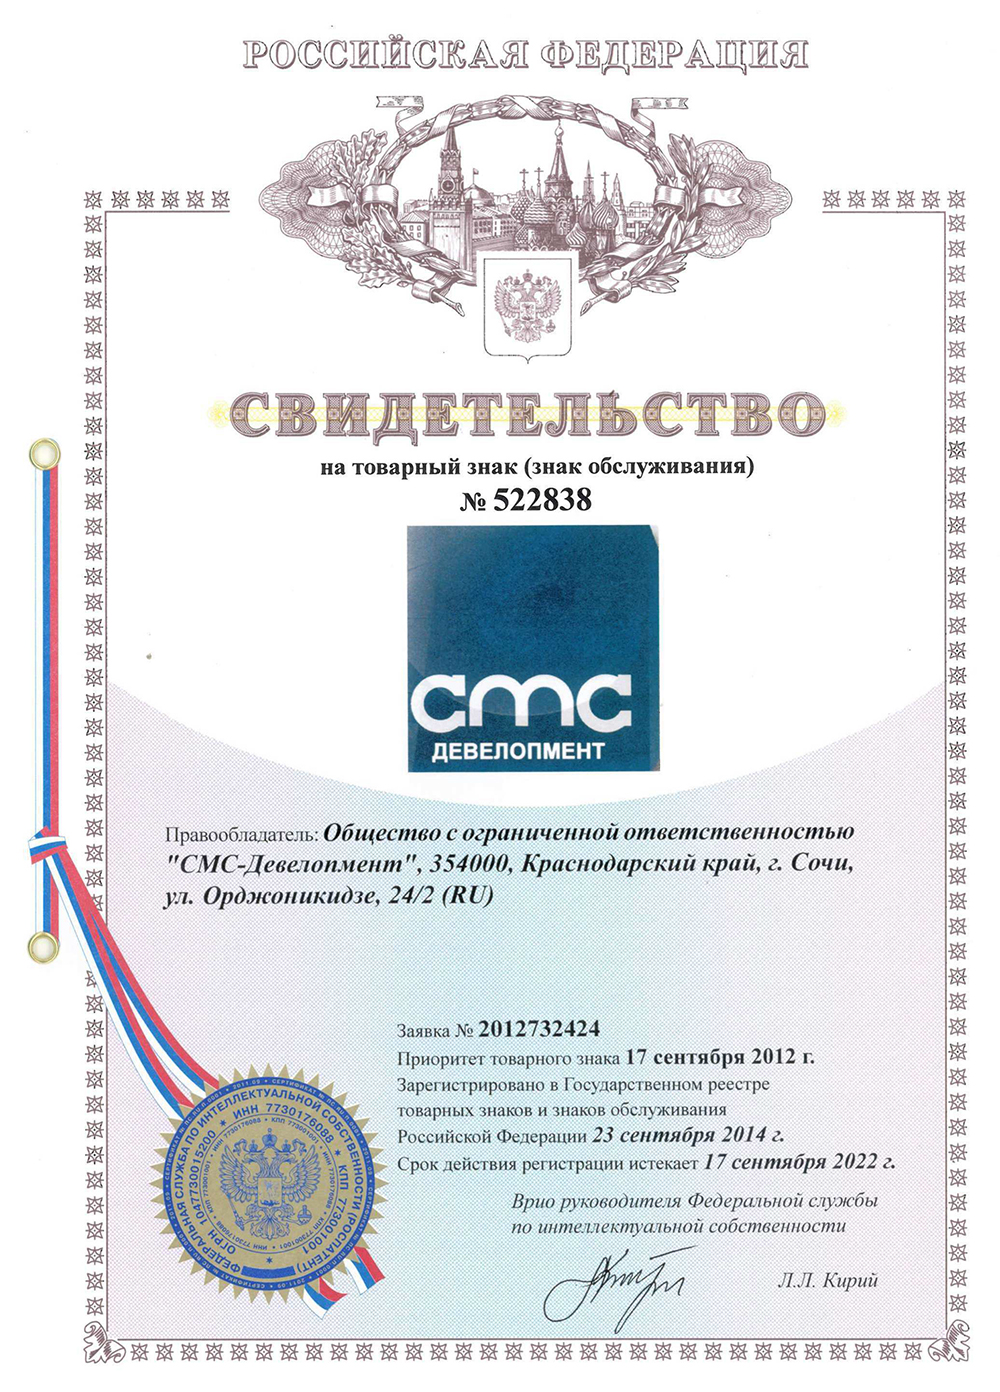 РОССИЙСКАЯ ФЕДЕРАЦИЯ
СВИДЕТЕЛЬСТВО
на товарный знак (знак обслуживания)
№ 522838
смс
ДЕВЕЛОПМЕНТ
Правообладатель: Общество с ограниченной ответственностью
"СМС-Девелопмент", 354000, Краснодарский край, г. Сочи,
ул. Орджоникидзе, 24/2 (RU)
Заявка № 2012732424
Приоритет товарного знака 17 сентября 2012 г.
Зарегистрировано в Государственном реестре
товарных знаков и знаков обслуживания
Российской Федерации 23 сентября 2014 г.
Срок действия регистрации истекает 17 сентября 2022 г.
Врио руководителя Федеральной службы
по интеллектуальной собственности
Л.Л. Кирий
ФЕДЕРАЛЬНАЯ СЛУЖБА ПО ИНТЕЛЛЕКТУАЛЬНОЙ СОБСТВЕННОСТИ (РОСПАТЕНТ)
ОГРН 1047730015200 * ИНН 7730176088 * КПП 773001001